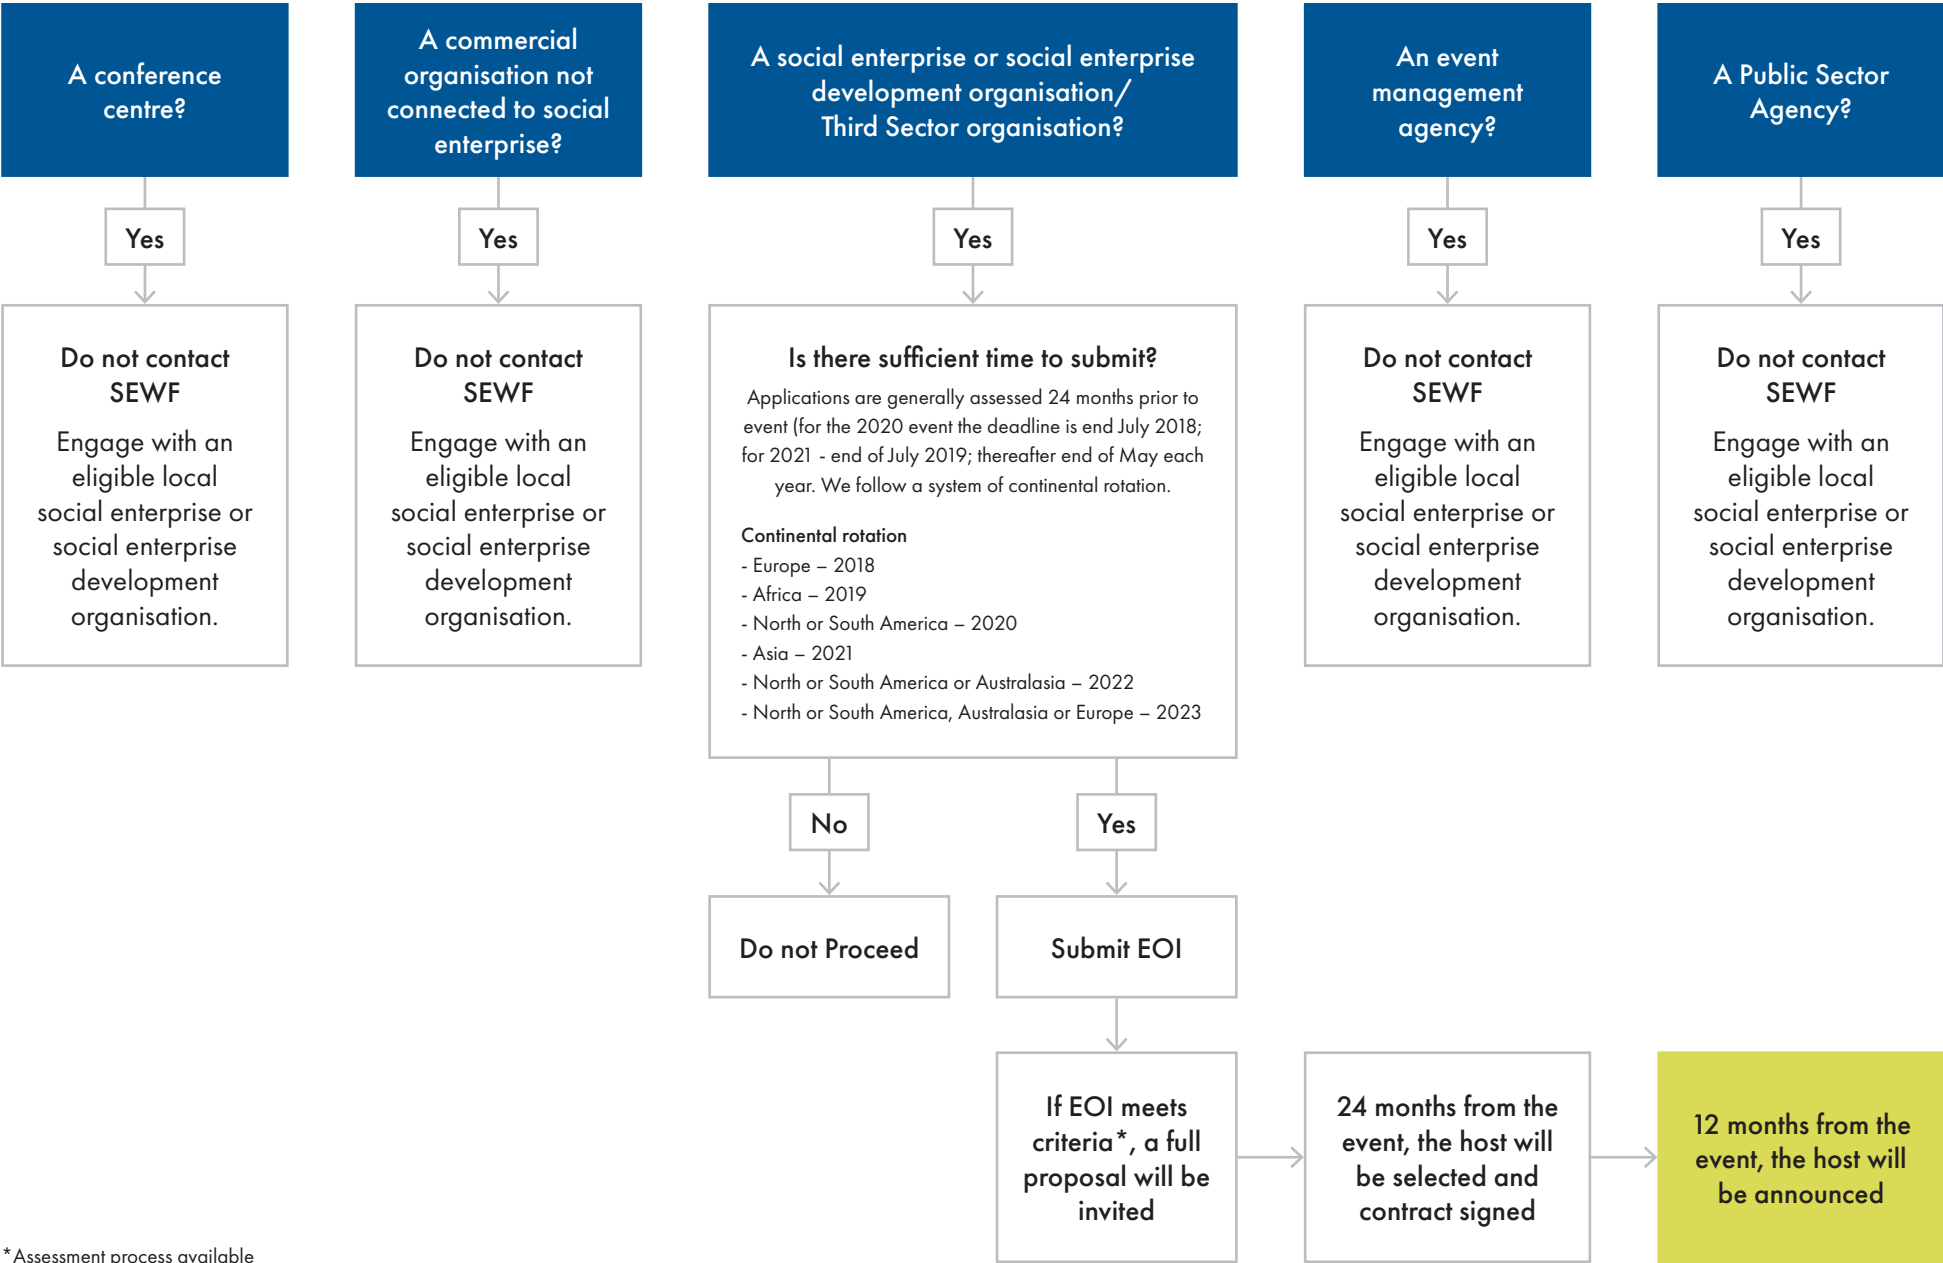 A conference
centre?
A commercial
organisation not
connected to social
enterprise?
A social enterprise or social enterprise
development organisation/
Third Sector organisation?
An event
management
agency?
A Public Sector
Agency?
Yes
Yes
Yes
Yes
Yes
Do not contact
SEWF
Engage with an
eligible local
social enterprise or
social enterprise
development
organisation.
Do not contact
SEWF
Engage with an
eligible local
social enterprise or
social enterprise
development
organisation.
Is there sufficient time to submit?
Applications are generally assessed 24 months prior to
event (for the 2020 event the deadline is end July 2018;
for 2021 - end of July 2019; thereafter end of May each
year. We follow a system of continental rotation.
Continental rotation
- Europe – 2018
- Africa – 2019
- North or South America – 2020
- Asia – 2021
- North or South America or Australasia – 2022
- North or South America, Australasia or Europe – 2023
Do not contact
SEWF
Engage with an
eligible local
social enterprise or
social enterprise
development
organisation.
Do not contact
SEWF
Engage with an
eligible local
social enterprise or
social enterprise
development
organisation.
No
Yes
Do not Proceed
Submit EOI
If EOI meets
criteria*, a full
proposal will be
invited
24 months from the
event, the host will
be selected and
contract signed
12 months from the
event, the host will
be announced
*Assessment process available